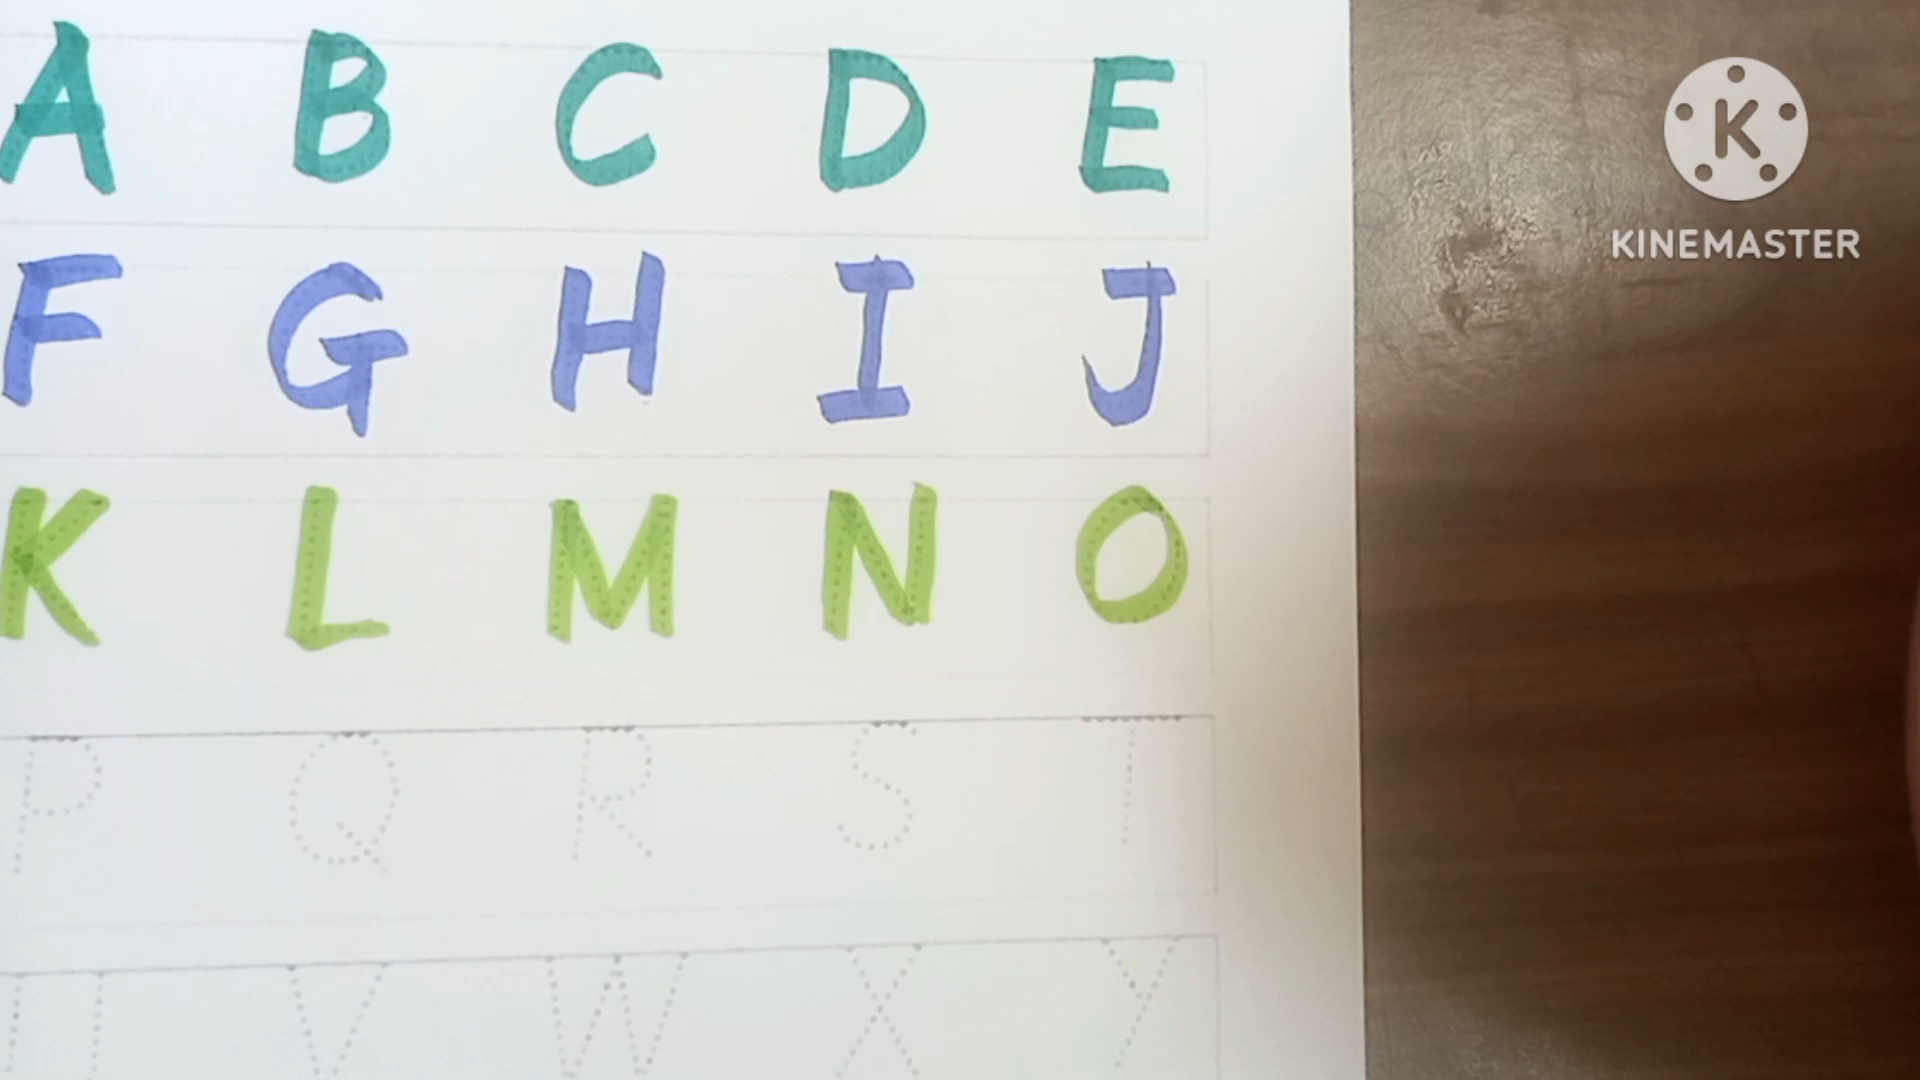 A B C D E
F G H I J
K L M N O
P Q R S T
U V W X Y
K
KINEMASTER